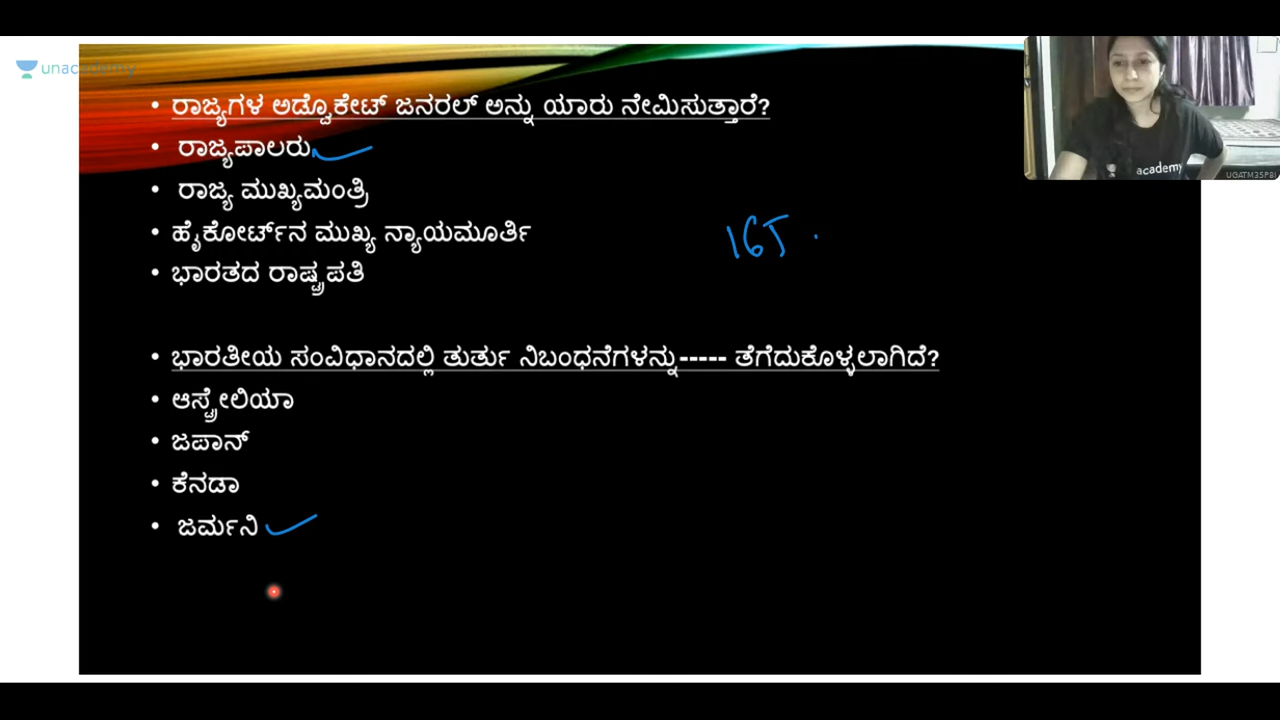 unacademy
• ರಾಜ್ಯಗಳ ಅಡ್ವೊಕೇಟ್ ಜನರಲ್ ಅನ್ನು ಯಾರು ನೇಮಿಸುತ್ತಾರೆ?
• ರಾಜ್ಯಪಾಲರು
• ರಾಜ್ಯ ಮುಖ್ಯಮಂತ್ರಿ
• ಹೈಕೋರ್ಟ್‌ನ ಮುಖ್ಯ ನ್ಯಾಯಮೂರ್ತಿ
165
• ಭಾರತದ ರಾಷ್ಟ್ರಪತಿ
• ಭಾರತೀಯ ಸಂವಿಧಾನದಲ್ಲಿ ತುರ್ತು ನಿಬಂಧನೆಗಳನ್ನು----- ತೆಗೆದುಕೊಳ್ಳಲಾಗಿದೆ?
• ಆಸ್ಟ್ರೇಲಿಯಾ
• ಜಪಾನ್
• ಕೆನಡಾ
• ಜರ್ಮನಿ
academy
UGATM35P8I